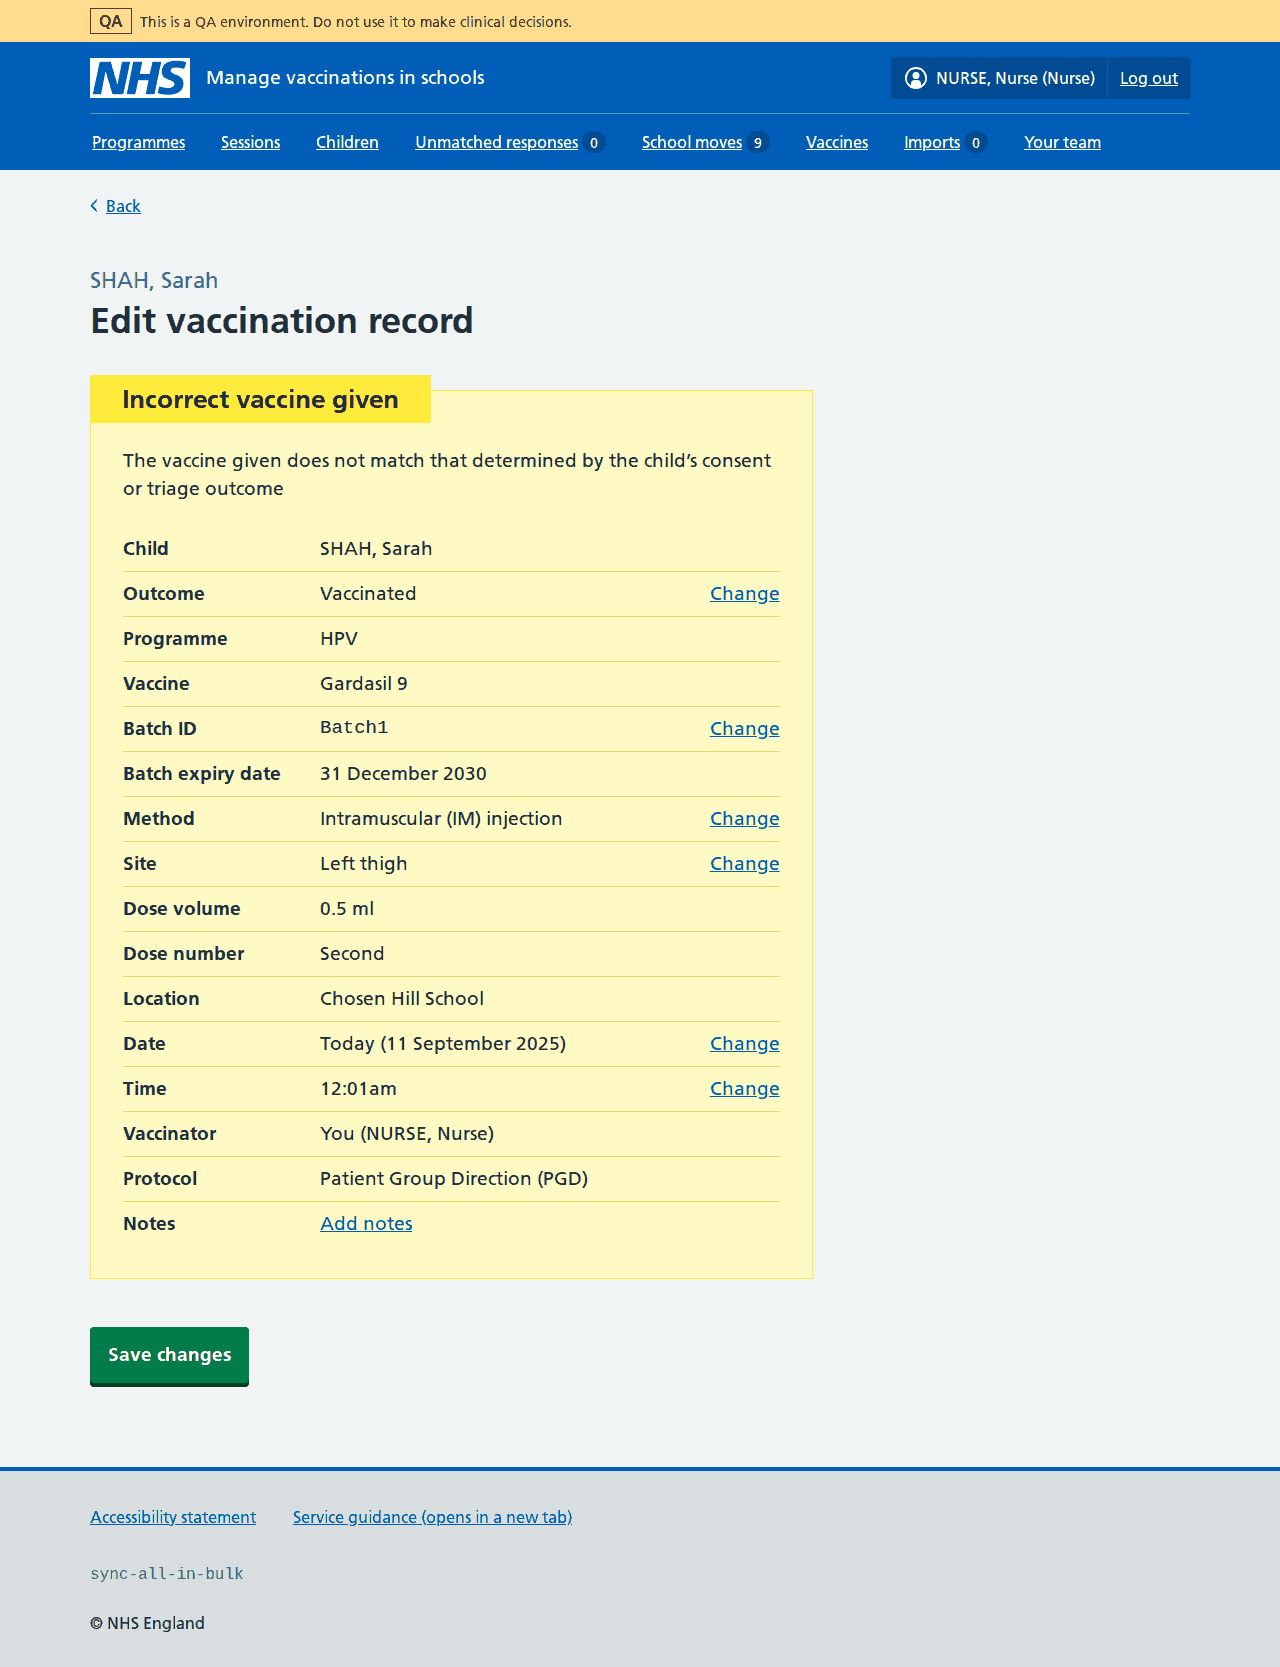 QA This is a QA environment. Do not use it to make clinical decisions.
NHS Manage vaccinations in schools NURSE, Nurse (Nurse) Log out
Programmes Sessions Children Unmatched responses 0 School moves 9 Vaccines Imports 0 Your team
Back
SHAH, Sarah
Edit vaccination record
Incorrect vaccine given
The vaccine given does not match that determined by the child’s consent
or triage outcome
Child SHAH, Sarah
Outcome Vaccinated Change
Programme HPV
Vaccine Gardasil 9
Batch ID Batch1 Change
Batch expiry date 31 December 2030
Method Intramuscular (IM) injection Change
Site Left thigh Change
Dose volume 0.5 ml
Dose number Second
Location Chosen Hill School
Date Today (11 September 2025) Change
Time 12:01am Change
Vaccinator You (NURSE, Nurse)
Protocol Patient Group Direction (PGD)
Notes Add notes
Save changes
Accessibility statement Service guidance (opens in a new tab)
sync-all-in-bulk
© NHS England